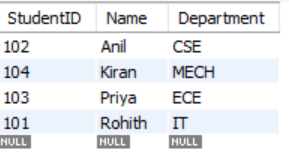 StudentID Name Department
102 Anil CSE
104 Kiran MECH
103 Priya ECE
101 Rohith IT
NULL NULL NULL